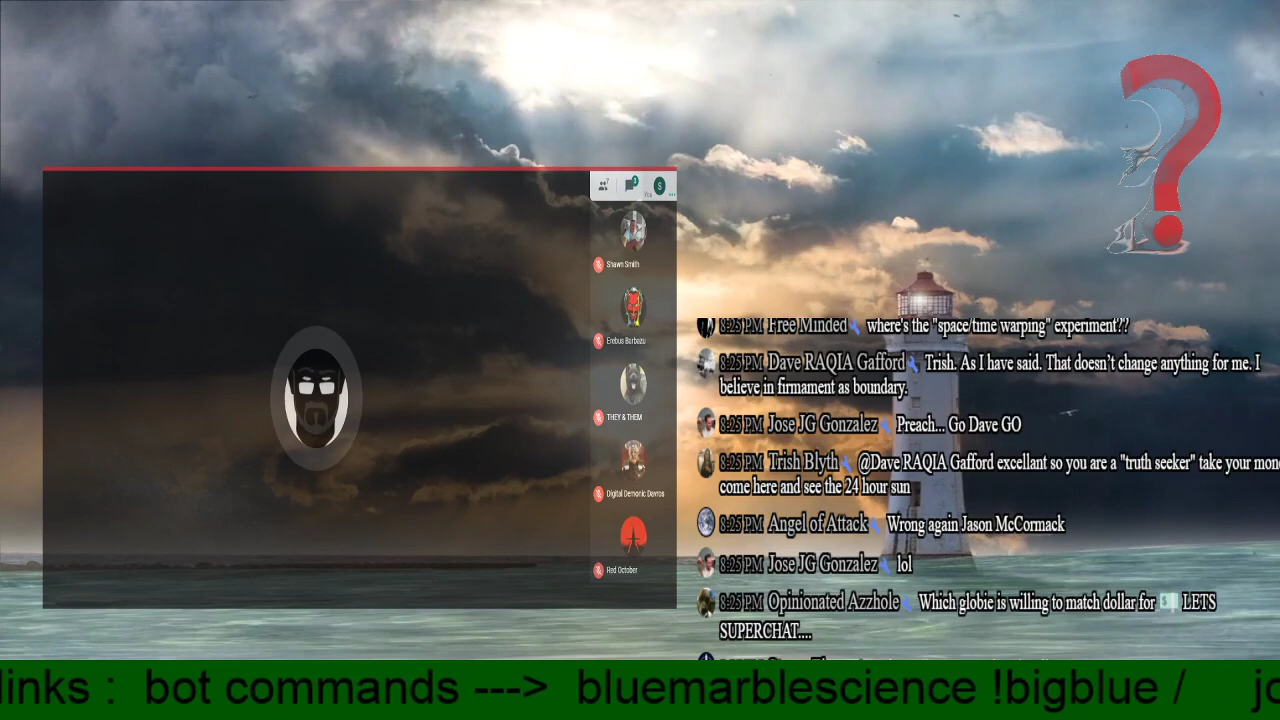 You
S
Shawn Smith
Erebus Barbazu
THEY & THEM
Digital Demonic Davros
Red October
?
8:25 PM Free Minded where's the "space/time warping" experiment??
8:25 PM Dave RAQIA Gafford Trish. As I have said. That doesn't change anything for me. I
believe in firmament as boundary.
8:25 PM Jose JG Gonzalez Preach... Go Dave GO
8:25 PM Trish Blyth @Dave RAQIA Gafford excellant so you are a "truth seeker" take your mone
come here and see the 24 hour sun
8:25 PM Angel of Attack Wrong again Jason McCormack
8:25 PM Jose JG Gonzalez lol
8:25 PM Opinionated Azzhole Which globie is willing to match dollar for LETS
SUPERCHAT....
links : bot commands ---> bluemarblescience !bigblue / jo